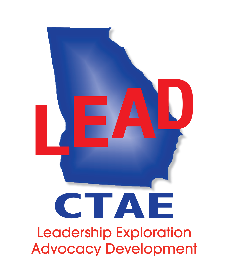 LEAD
CTAE
Leadership Exploration
Advocacy Development